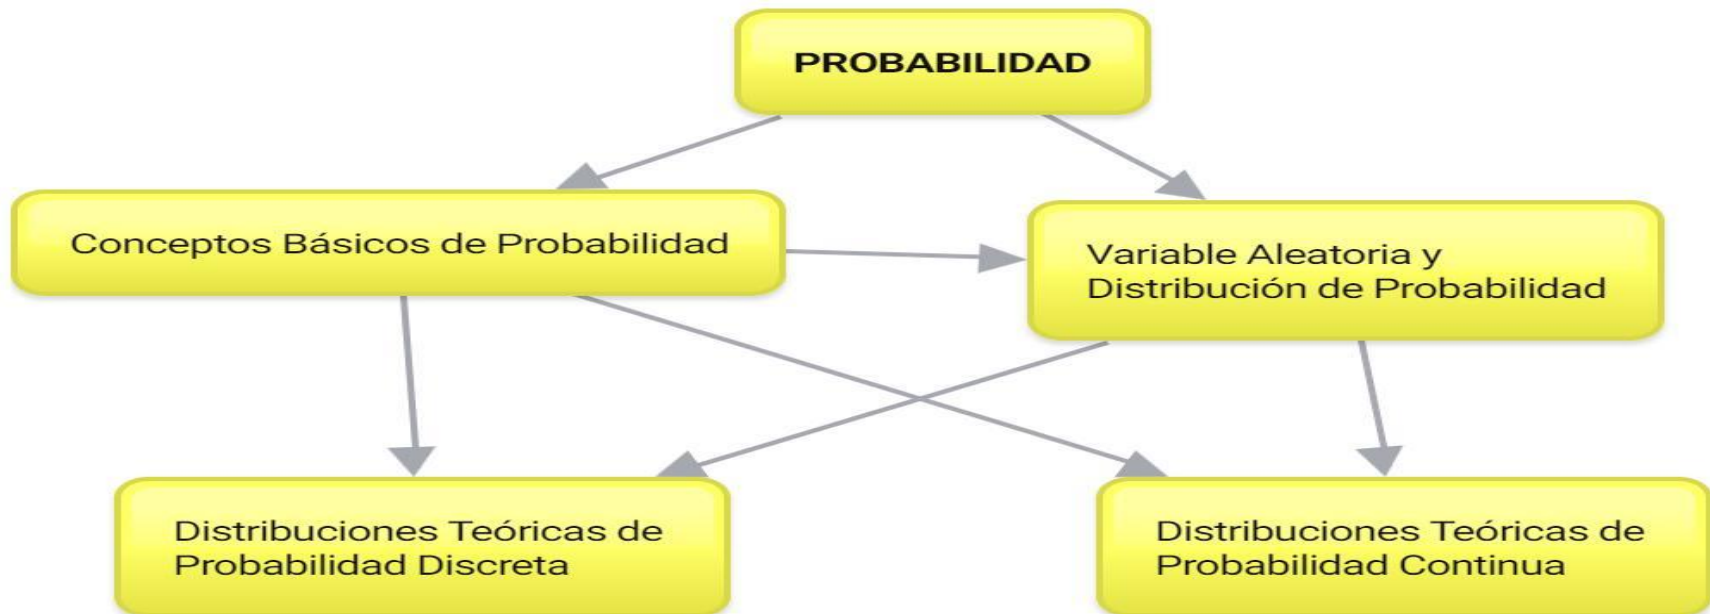 PROBABILIDAD
Conceptos Básicos de Probabilidad
Variable Aleatoria y
Distribución de Probabilidad
Distribuciones Teóricas de
Probabilidad Discreta
Distribuciones Teóricas de
Probabilidad Continua